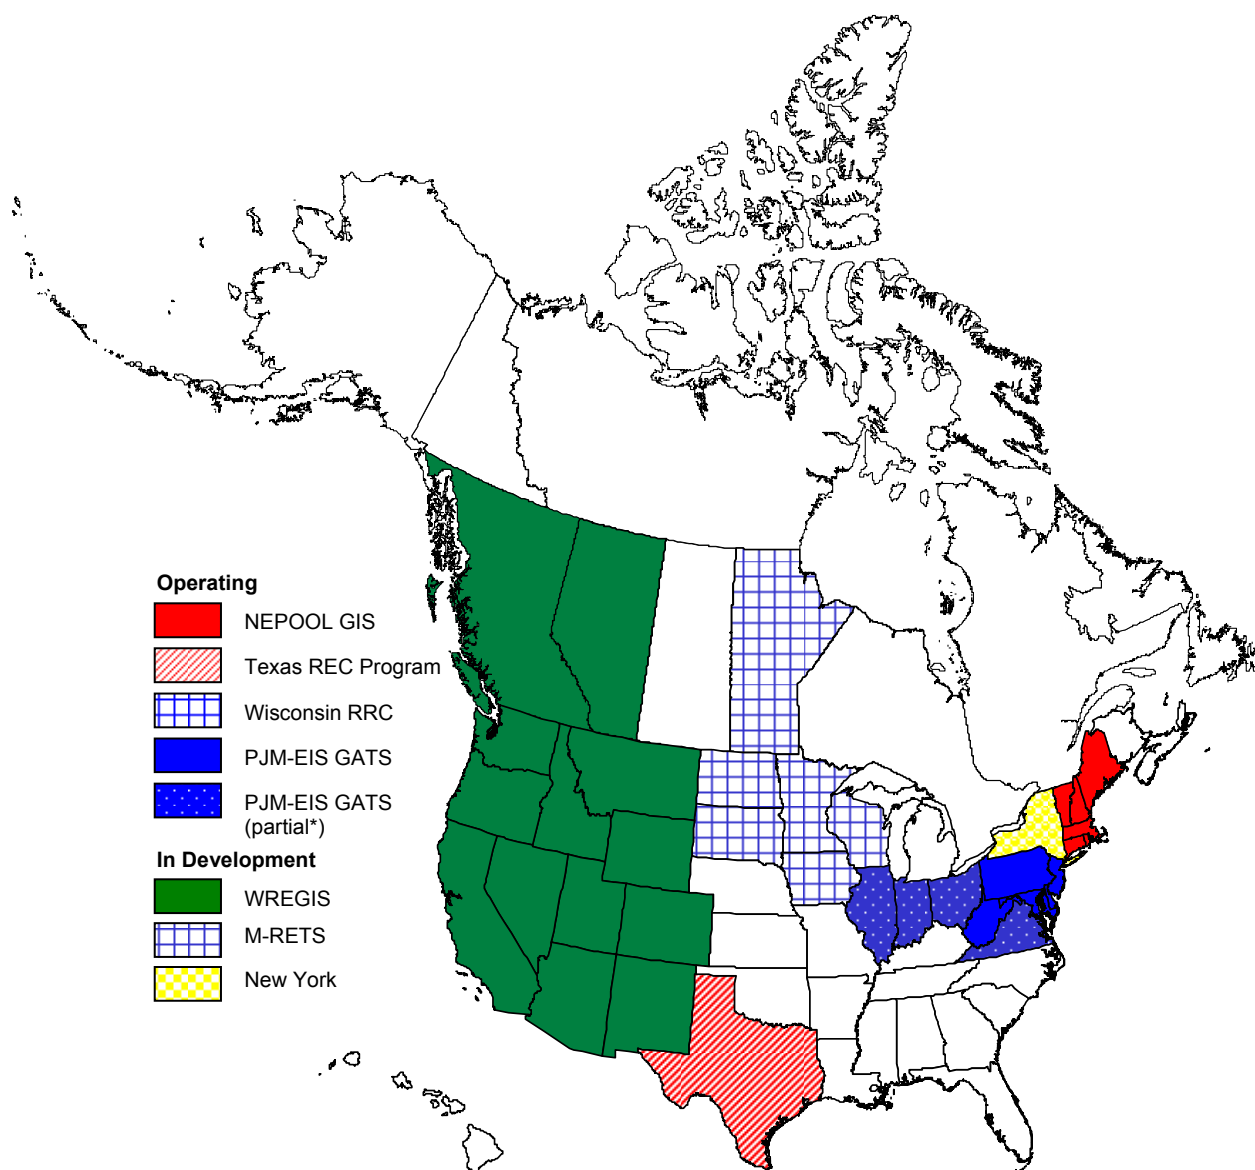 Operating
NEPOOL GIS
Texas REC Program
Wisconsin RRC
PJM-EIS GATS
PJM-EIS GATS
(partial*)
In Development
WREGIS
M-RETS
New York